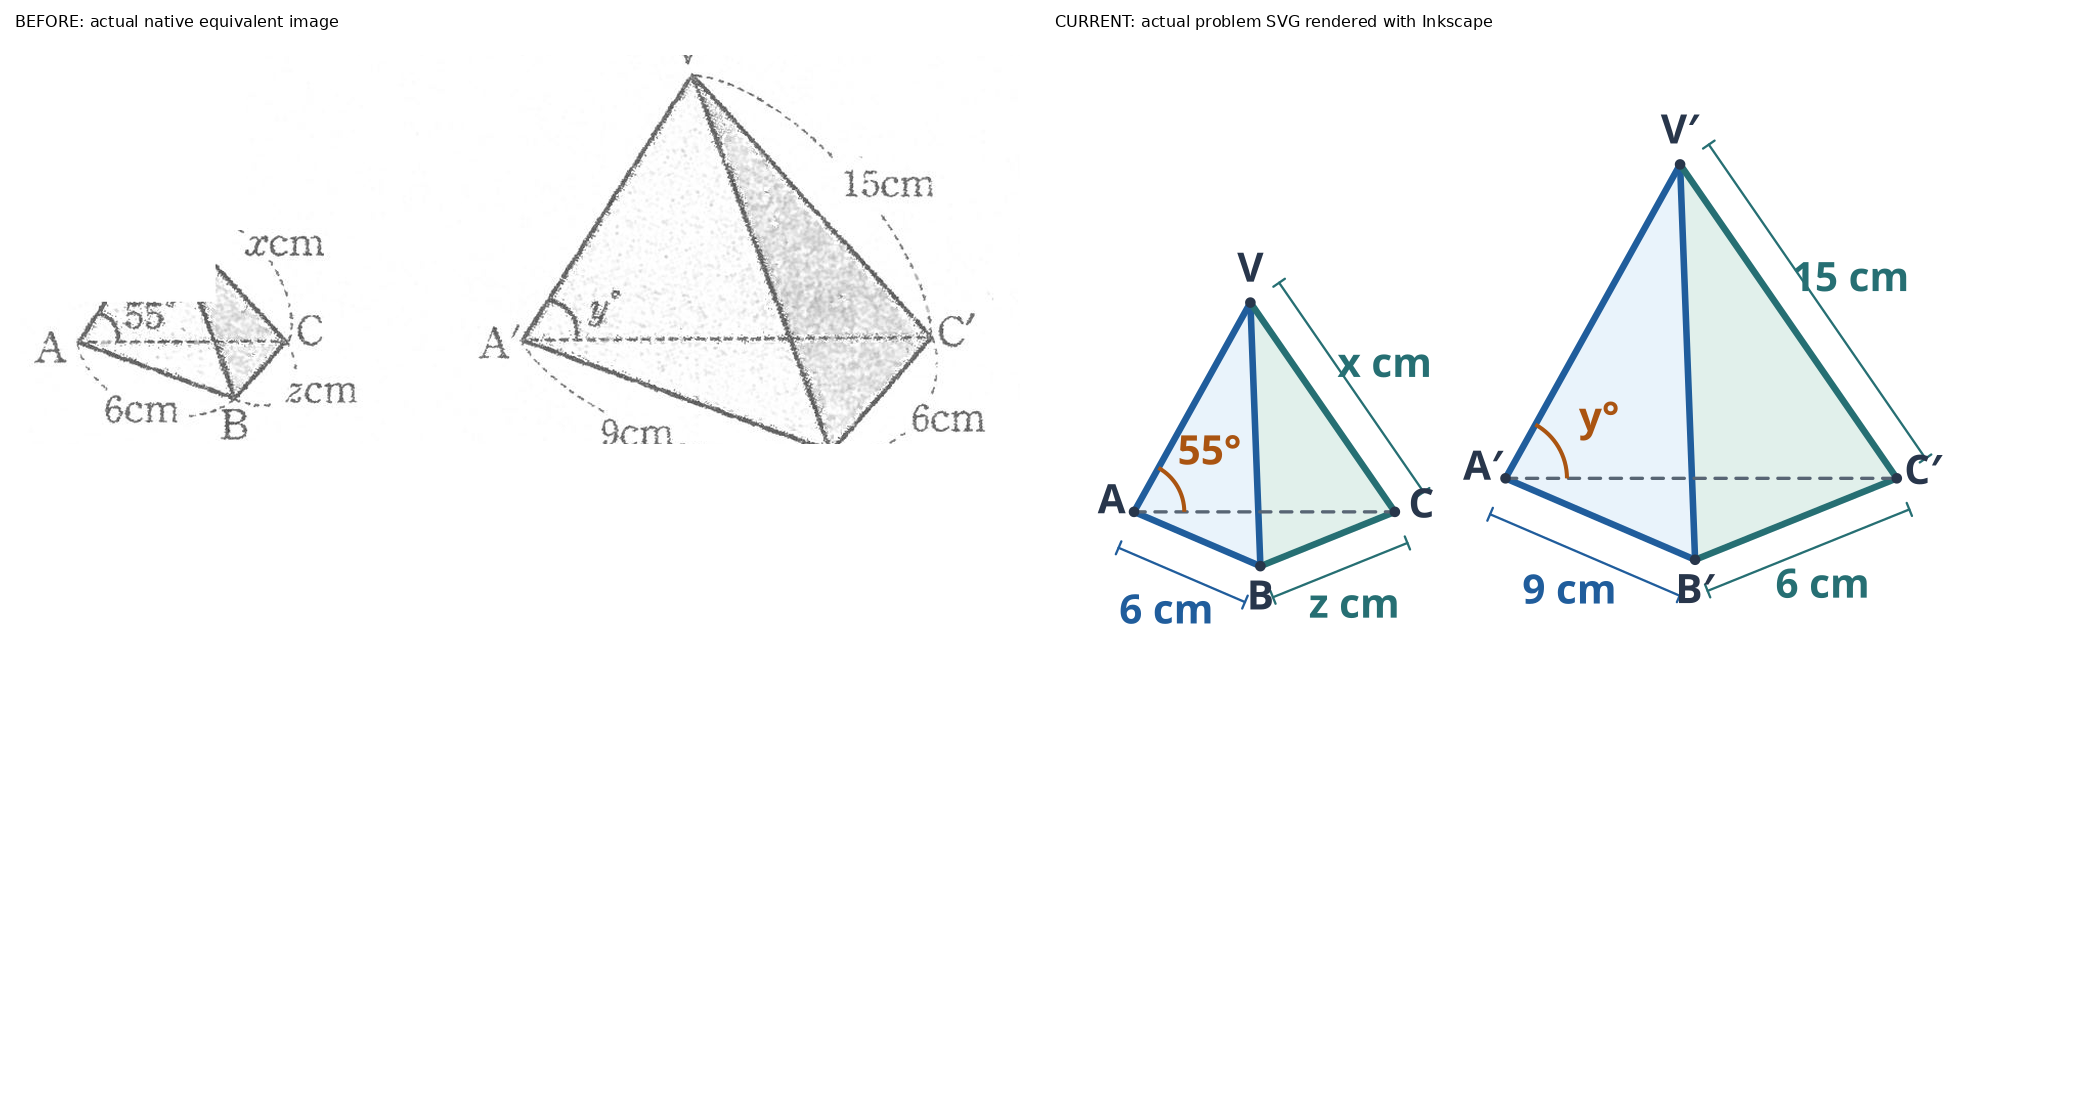 BEFORE: actual native equivalent image
CURRENT: actual problem SVG rendered with Inkscape
15cm
xcm
55°
A
C
6cm
B
zcm
y°
A′
C′
9cm
6cm
V
x cm
55°
A
C
6 cm
B
z cm
V′
15 cm
y°
A′
C′
9 cm
B′
6 cm